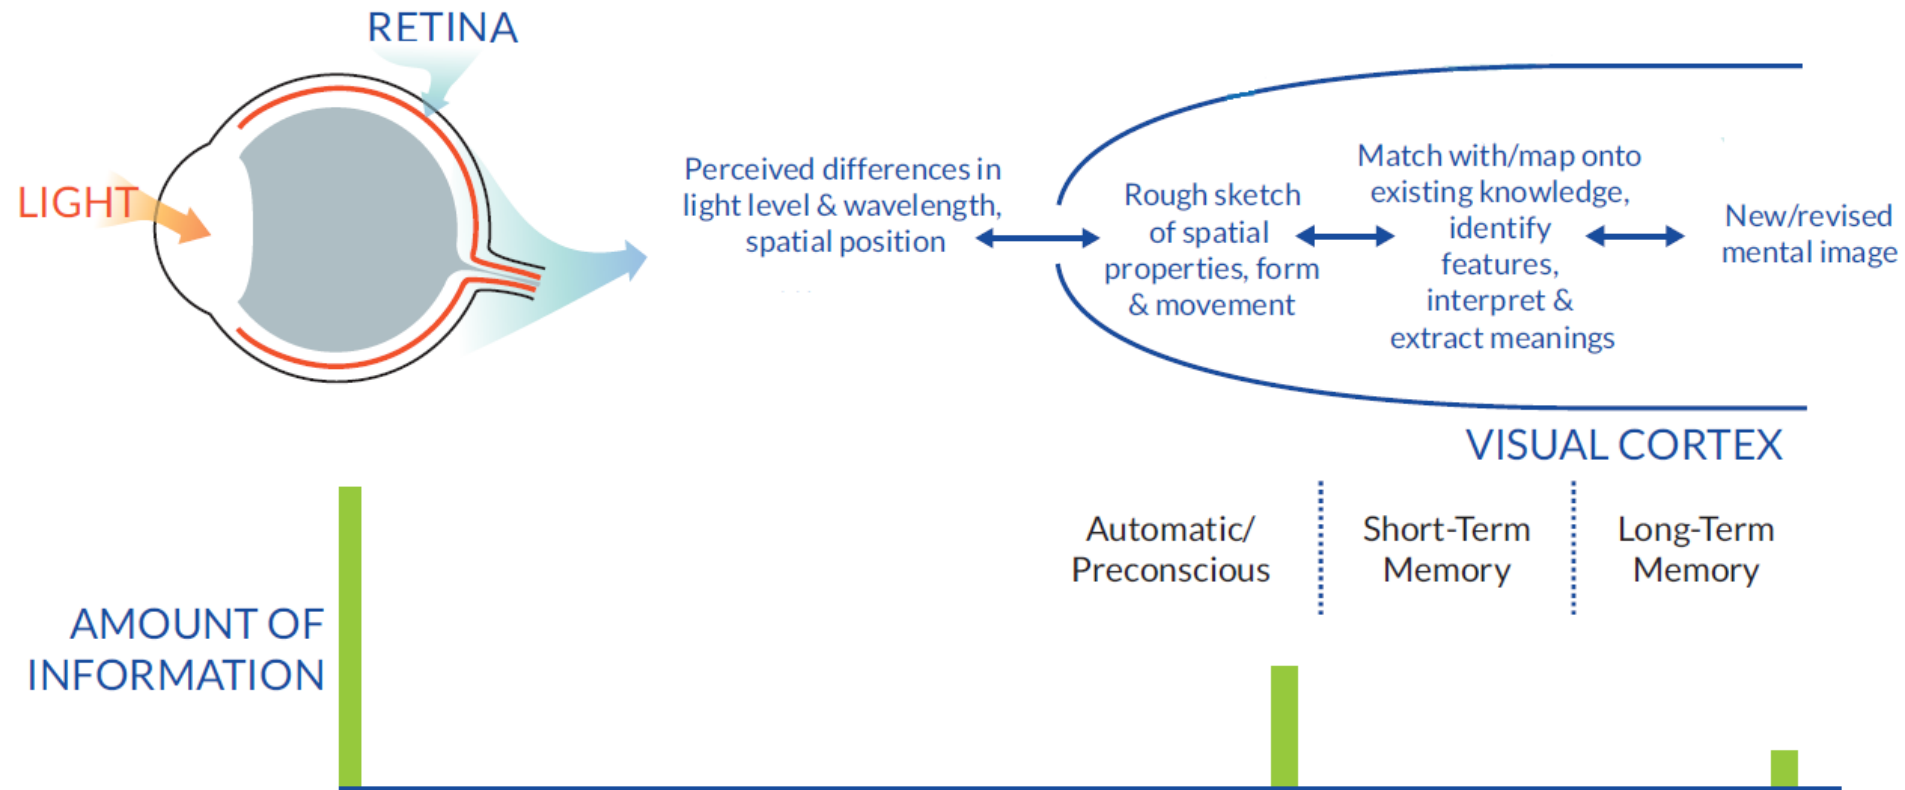 RETINA
LIGHT
Perceived differences in
light level & wavelength,
spatial position
Rough sketch
of spatial
properties, form
& movement
Match with/map onto
existing knowledge,
identify
features,
interpret &
extract meanings
New/revised
mental image
VISUAL CORTEX
Automatic/
Preconscious
Short-Term
Memory
Long-Term
Memory
AMOUNT OF
INFORMATION